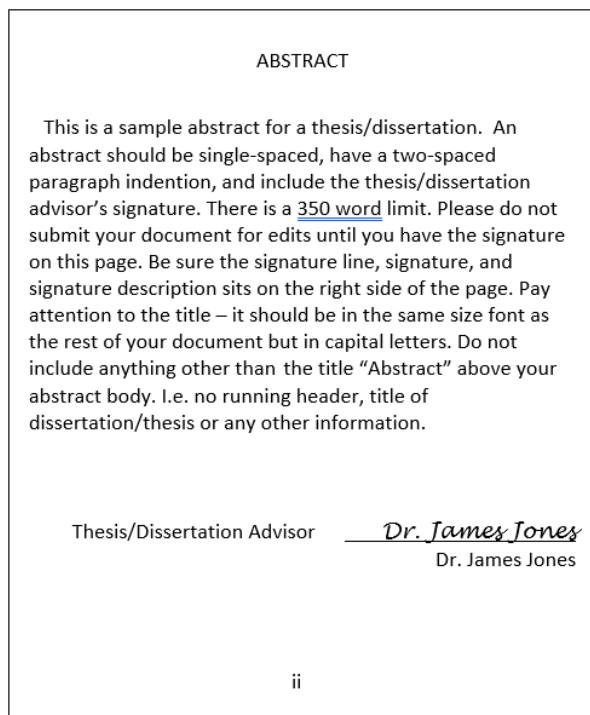 ABSTRACT
This is a sample abstract for a thesis/dissertation.  An
abstract should be single-spaced, have a two-spaced
paragraph indention, and include the thesis/dissertation
advisor’s signature. There is a 350 word limit. Please do not
submit your document for edits until you have the signature
on this page. Be sure the signature line, signature, and
signature description sits on the right side of the page. Pay
attention to the title – it should be in the same size font as
the rest of your document but in capital letters. Do not
include anything other than the title “Abstract” above your
abstract body. I.e. no running header, title of
dissertation/thesis or any other information.
Thesis/Dissertation Advisor Dr. James Jones
Dr. James Jones
ii